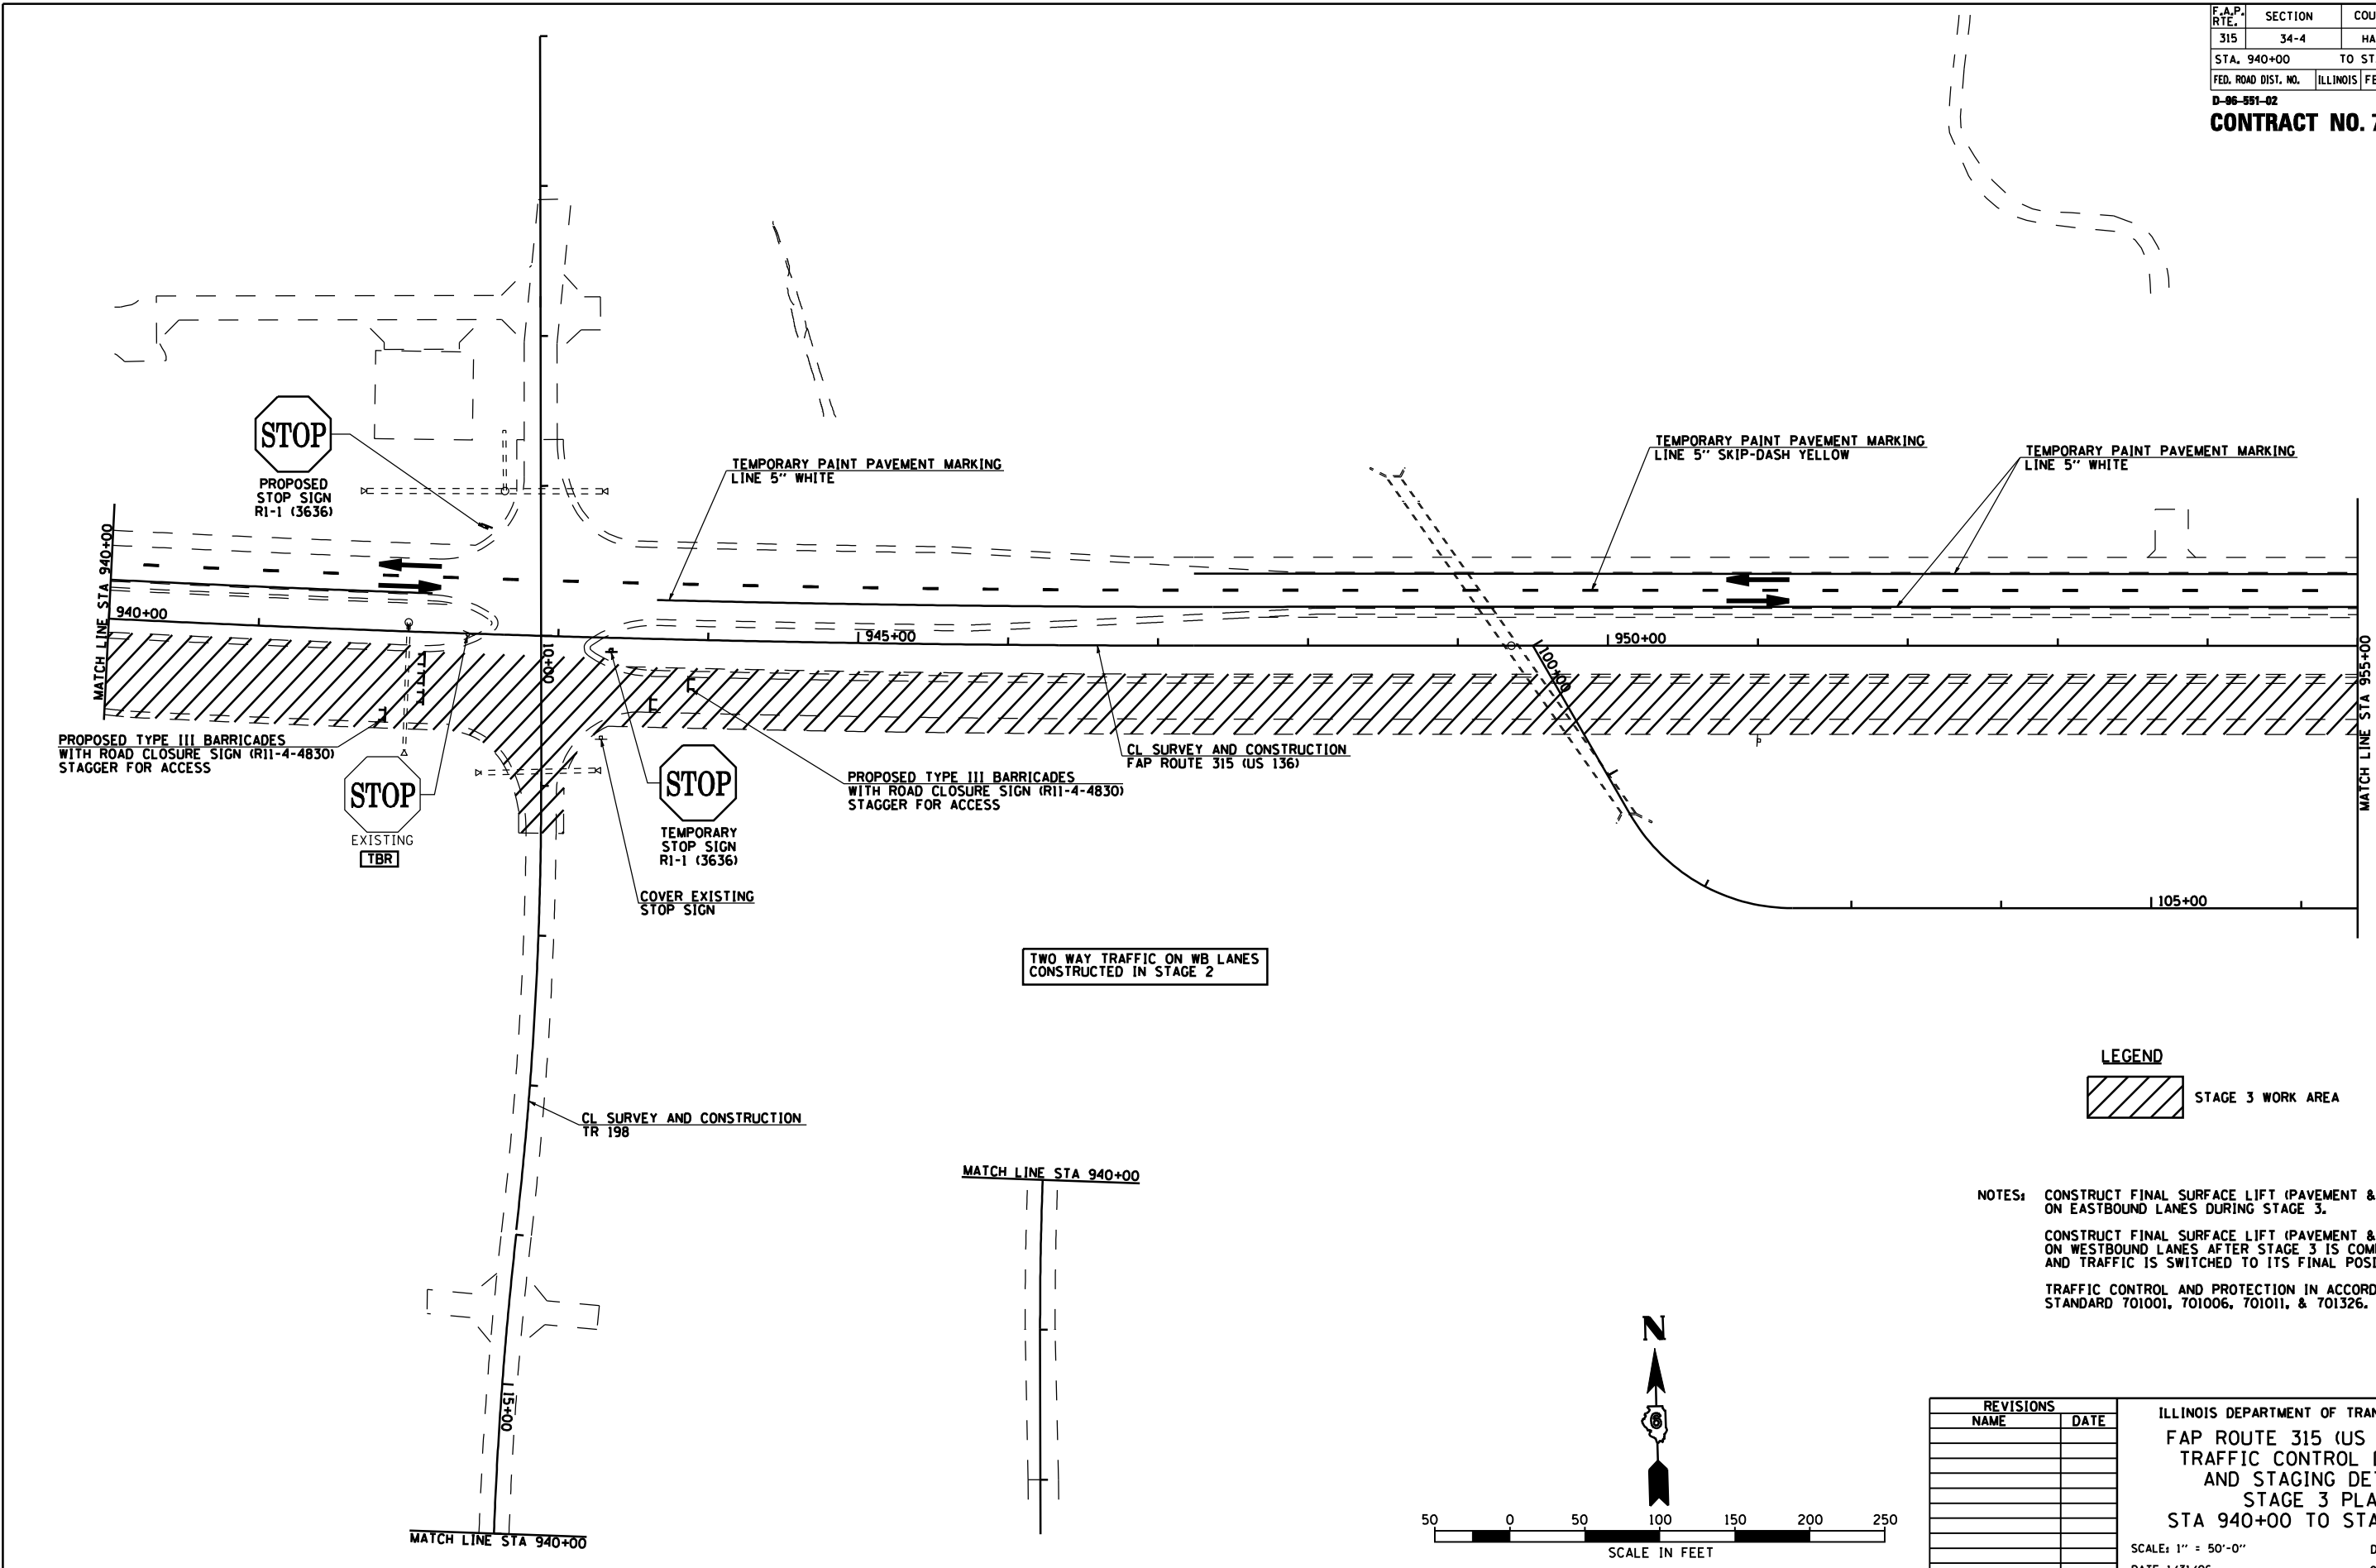 F.A.P. RTE. SECTION
315 34-4
STA. 940+00 TO
FED. ROAD DIST. NO. ILLINOIS
D-96-551-02
CONTRACT NO. 7
STOP
PROPOSED
STOP SIGN
R1-1 (3636)
TEMPORARY PAINT PAVEMENT MARKING
LINE 5" WHITE
TEMPORARY PAINT PAVEMENT MARKING
LINE 5" SKIP-DASH YELLOW
TEMPORARY PAINT PAVEMENT MARKING
LINE 5" WHITE
MATCH LINE STA 940+00
940+00
945+00
950+00
10+00
100+00
MATCH LINE STA 955+00
PROPOSED TYPE III BARRICADES
WITH ROAD CLOSURE SIGN (R11-4-4830)
STAGGER FOR ACCESS
STOP
EXISTING
TBR
STOP
TEMPORARY
STOP SIGN
R1-1 (3636)
COVER EXISTING
STOP SIGN
PROPOSED TYPE III BARRICADES
WITH ROAD CLOSURE SIGN (R11-4-4830)
STAGGER FOR ACCESS
CL SURVEY AND CONSTRUCTION
FAP ROUTE 315 (US 136)
105+00
TWO WAY TRAFFIC ON WB LANES
CONSTRUCTED IN STAGE 2
LEGEND
STAGE 3 WORK AREA
CL SURVEY AND CONSTRUCTION
TR 198
MATCH LINE STA 940+00
15+00
MATCH LINE STA 940+00
NOTES: CONSTRUCT FINAL SURFACE LIFT (PAVEMENT &
ON EASTBOUND LANES DURING STAGE 3.
CONSTRUCT FINAL SURFACE LIFT (PAVEMENT &
ON WESTBOUND LANES AFTER STAGE 3 IS
AND TRAFFIC IS SWITCHED TO ITS FINAL
TRAFFIC CONTROL AND PROTECTION IN
STANDARD 701001, 701006, 701011, & 701326.
N
6
50 0 50 100 150 200 250
SCALE IN FEET
REVISIONS
NAME DATE
ILLINOIS DEPARTMENT OF
FAP ROUTE 315 (US
TRAFFIC CONTROL
AND STAGING
STAGE 3
STA 940+00 TO
SCALE: 1" = 50'-0"